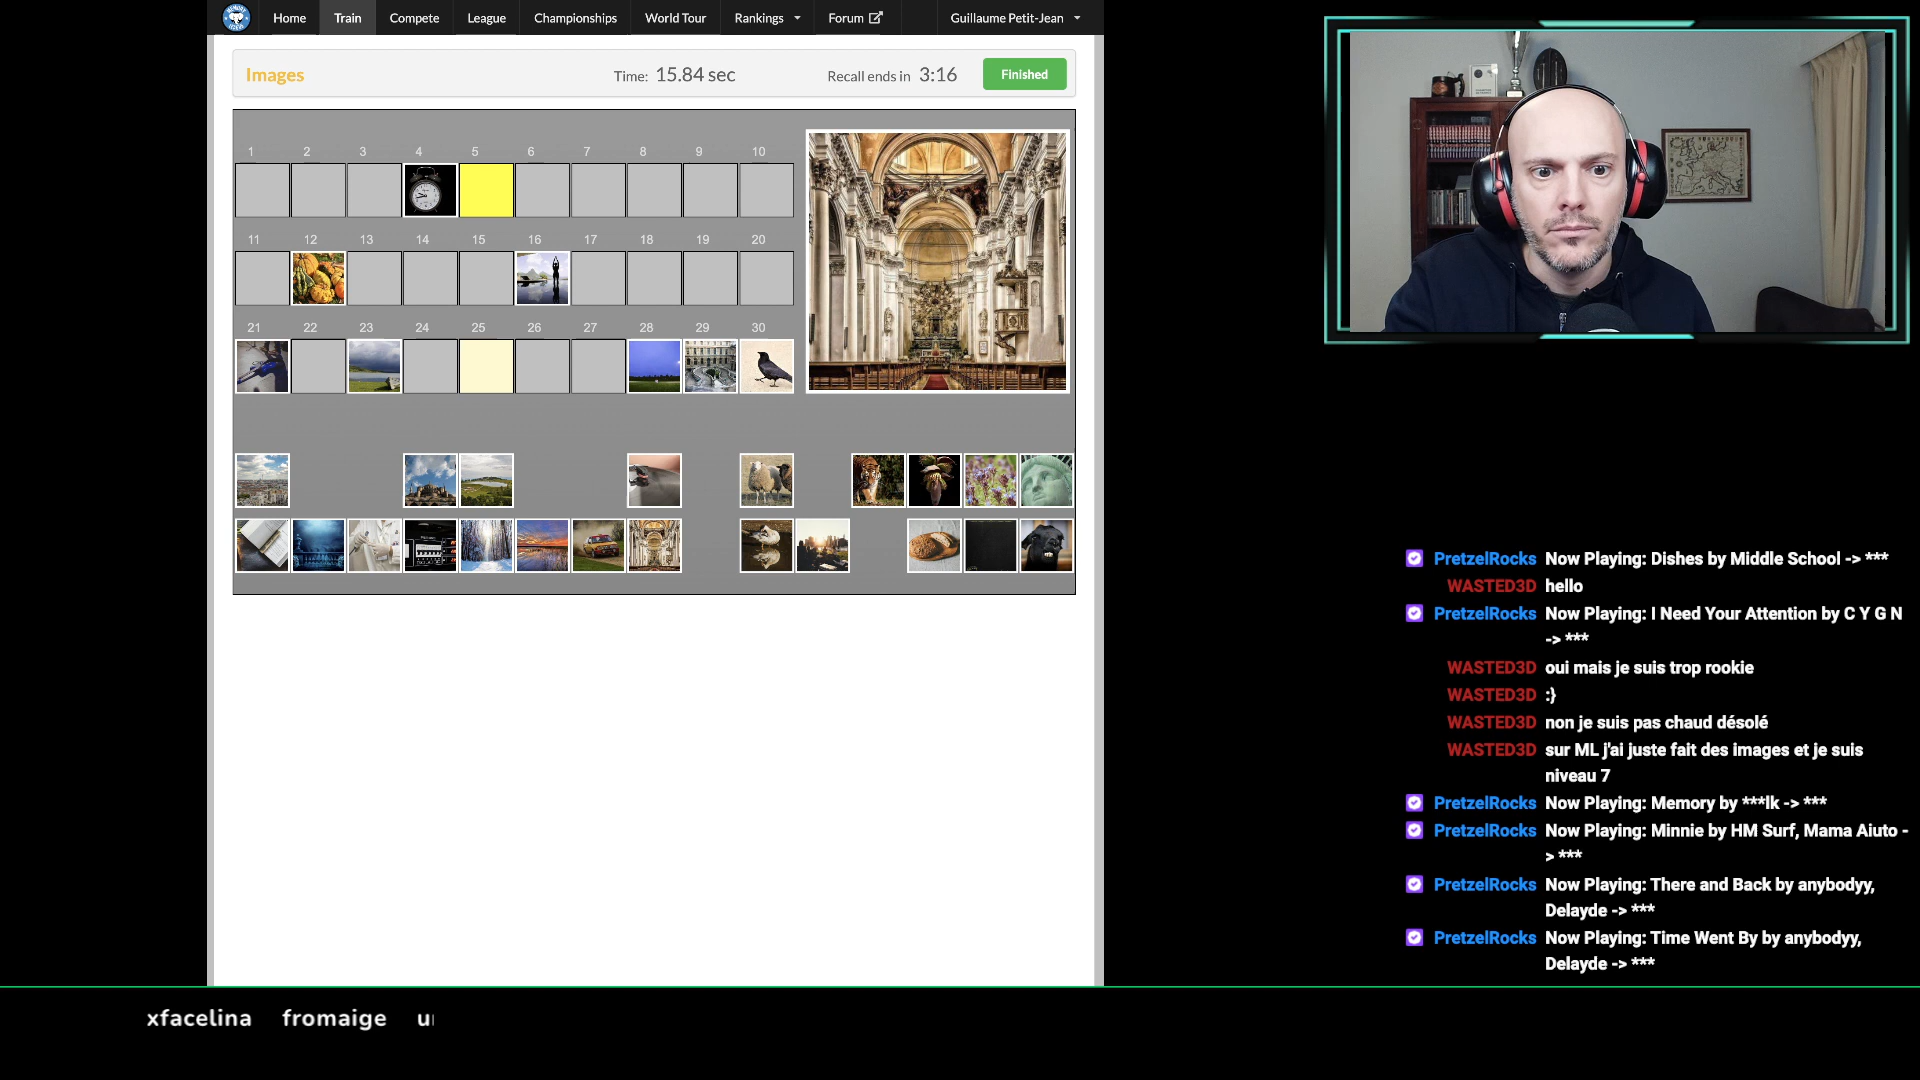 Home Train Compete League Championships World Tour Rankings Forum Guillaume Petit-Jean
Images Time: 15.84 sec Recall ends in 3:16 Finished
1 2 3 4 5 6 7 8 9 10
11 12 13 14 15 16 17 18 19 20
21 22 23 24 25 26 27 28 29 30
PretzelRocks Now Playing: Dishes by Middle School -> ***
WASTED3D hello
PretzelRocks Now Playing: I Need Your Attention by C Y G N
-> ***
WASTED3D oui mais je suis trop rookie
WASTED3D :}
WASTED3D non je suis pas chaud désolé
WASTED3D sur ML j'ai juste fait des images et je suis
niveau 7
PretzelRocks Now Playing: Memory by ***lk -> ***
PretzelRocks Now Playing: Minnie by HM Surf, Mama Aiuto -
> ***
PretzelRocks Now Playing: There and Back by anybodyy,
Delayde -> ***
PretzelRocks Now Playing: Time Went By by anybodyy,
Delayde -> ***
xfacelina fromaige